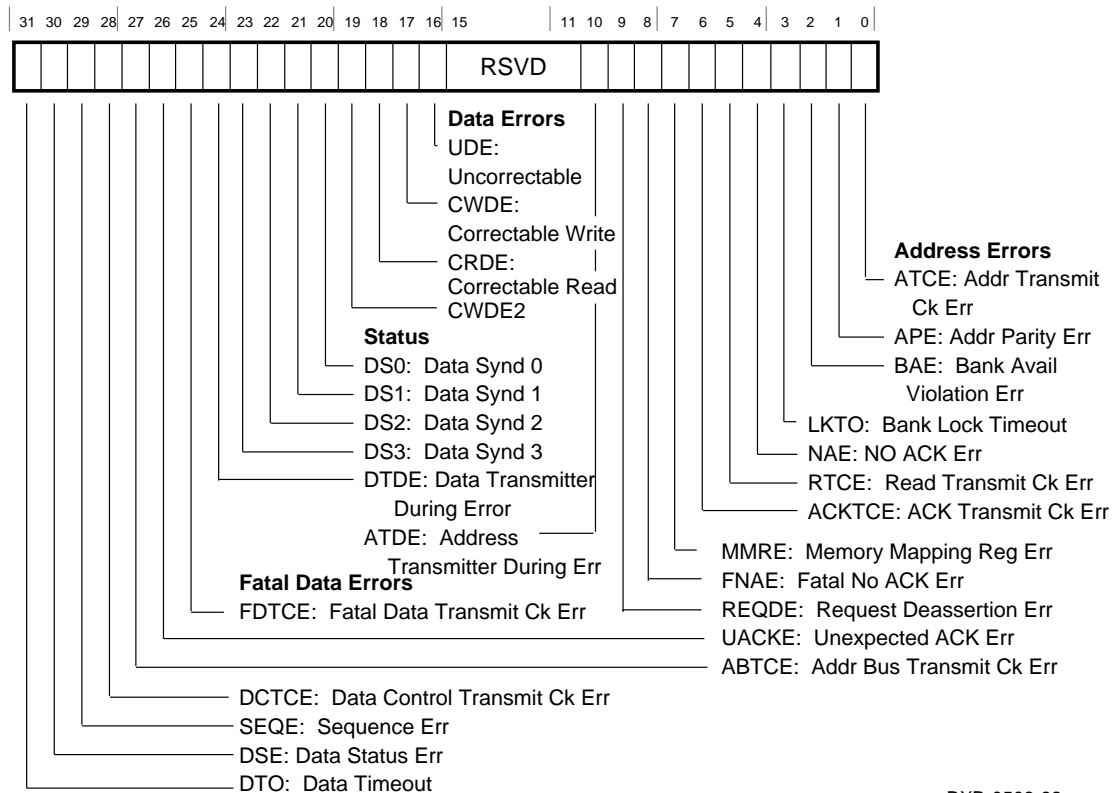 31 30 29 28 27 26 25 24 23 22 21 20 19 18 17 16 15 11 10 9 8 7 6 5 4 3 2 1 0
RSVD
Data Errors
UDE:
Uncorrectable
CWDE:
Correctable Write
CRDE:
Correctable Read
CWDE2
Address Errors
ATCE: Addr Transmit
Ck Err
APE: Addr Parity Err
BAE: Bank Avail
Violation Err
LKTO: Bank Lock Timeout
NAE: NO ACK Err
RTCE: Read Transmit Ck Err
ACKTCE: ACK Transmit Ck Err
Status
DS0: Data Synd 0
DS1: Data Synd 1
DS2: Data Synd 2
DS3: Data Synd 3
DTDE: Data Transmitter
During Error
ATDE: Address
Transmitter During Err
MMRE: Memory Mapping Reg Err
FNAE: Fatal No ACK Err
REQDE: Request Deassertion Err
UACKE: Unexpected ACK Err
ABTCE: Addr Bus Transmit Ck Err
Fatal Data Errors
FDTCE: Fatal Data Transmit Ck Err
DCTCE: Data Control Transmit Ck Err
SEQE: Sequence Err
DSE: Data Status Err
DTO: Data Timeout